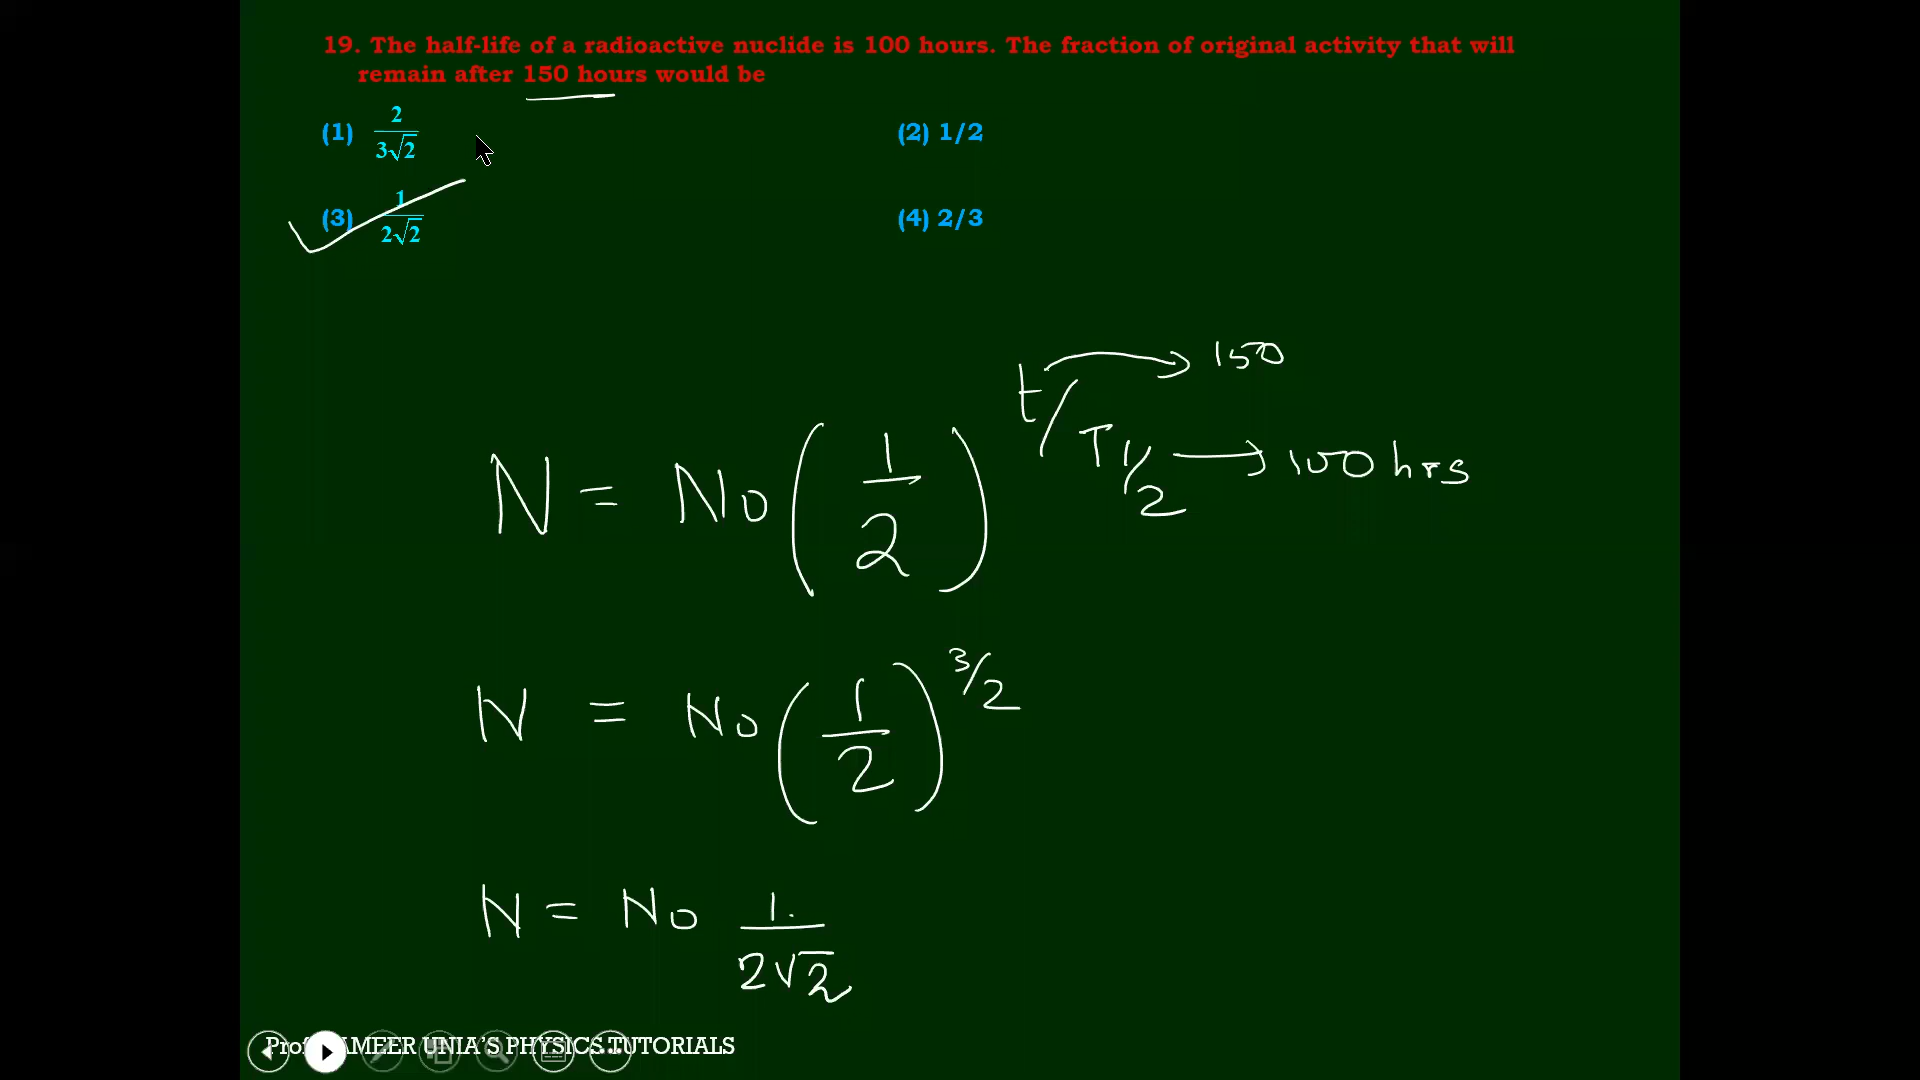 19. The half-life of a radioactive nuclide is 100 hours. The fraction of original activity that will
remain after 150 hours would be
(1) 2/3√2
(2) 1/2
(3) 1/2√2
(4) 2/3
N = No (1/2)^t/T1/2
t → 150
T1/2 → 100 hrs
N = No (1/2)^3/2
N = No 1/2√2
UNIA'S PHYSICS TUTORIALS